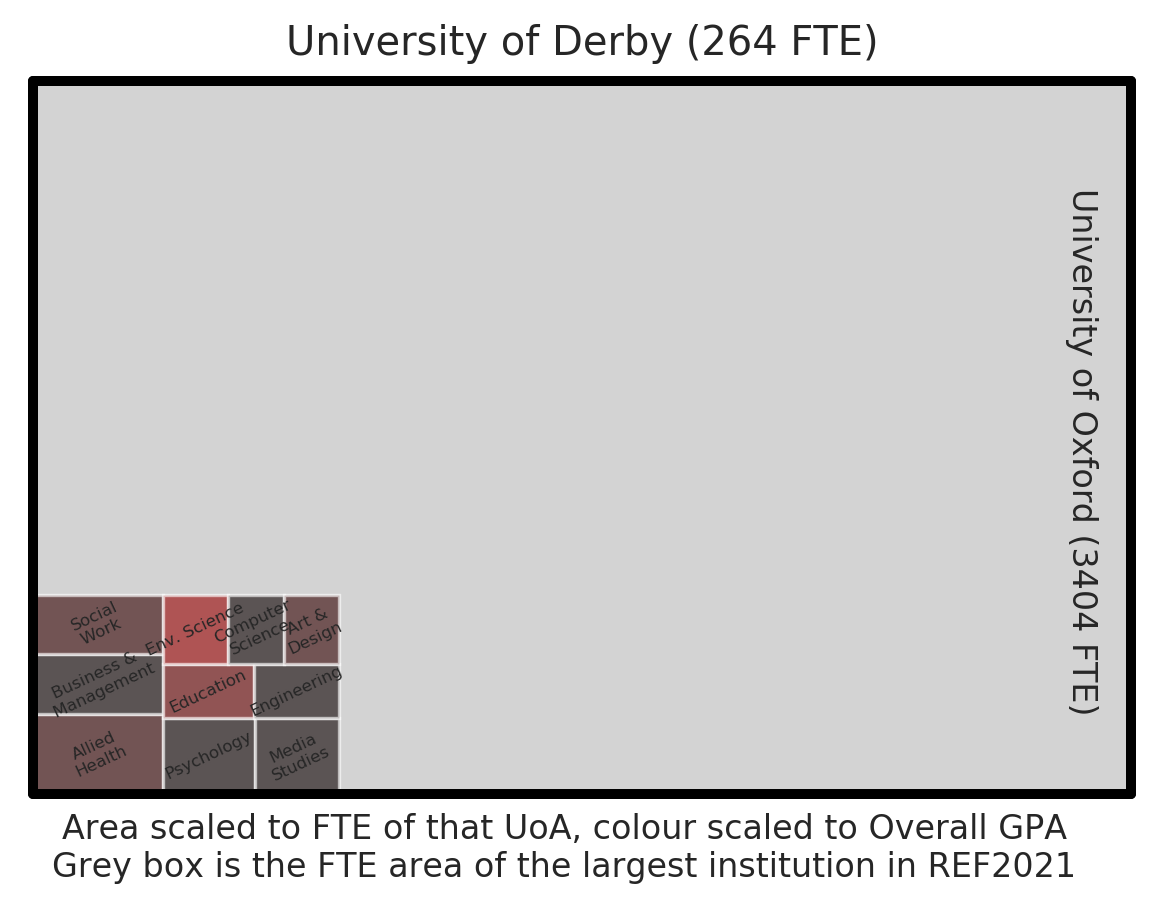 University of Derby (264 FTE)
University of Oxford (3404 FTE)
Social
Work
Env. Science
Computer
Science
Art &
Design
Business &
Management
Education
Engineering
Allied
Health
Psychology
Media
Studies
Area scaled to FTE of that UoA, colour scaled to Overall GPA
Grey box is the FTE area of the largest institution in REF2021